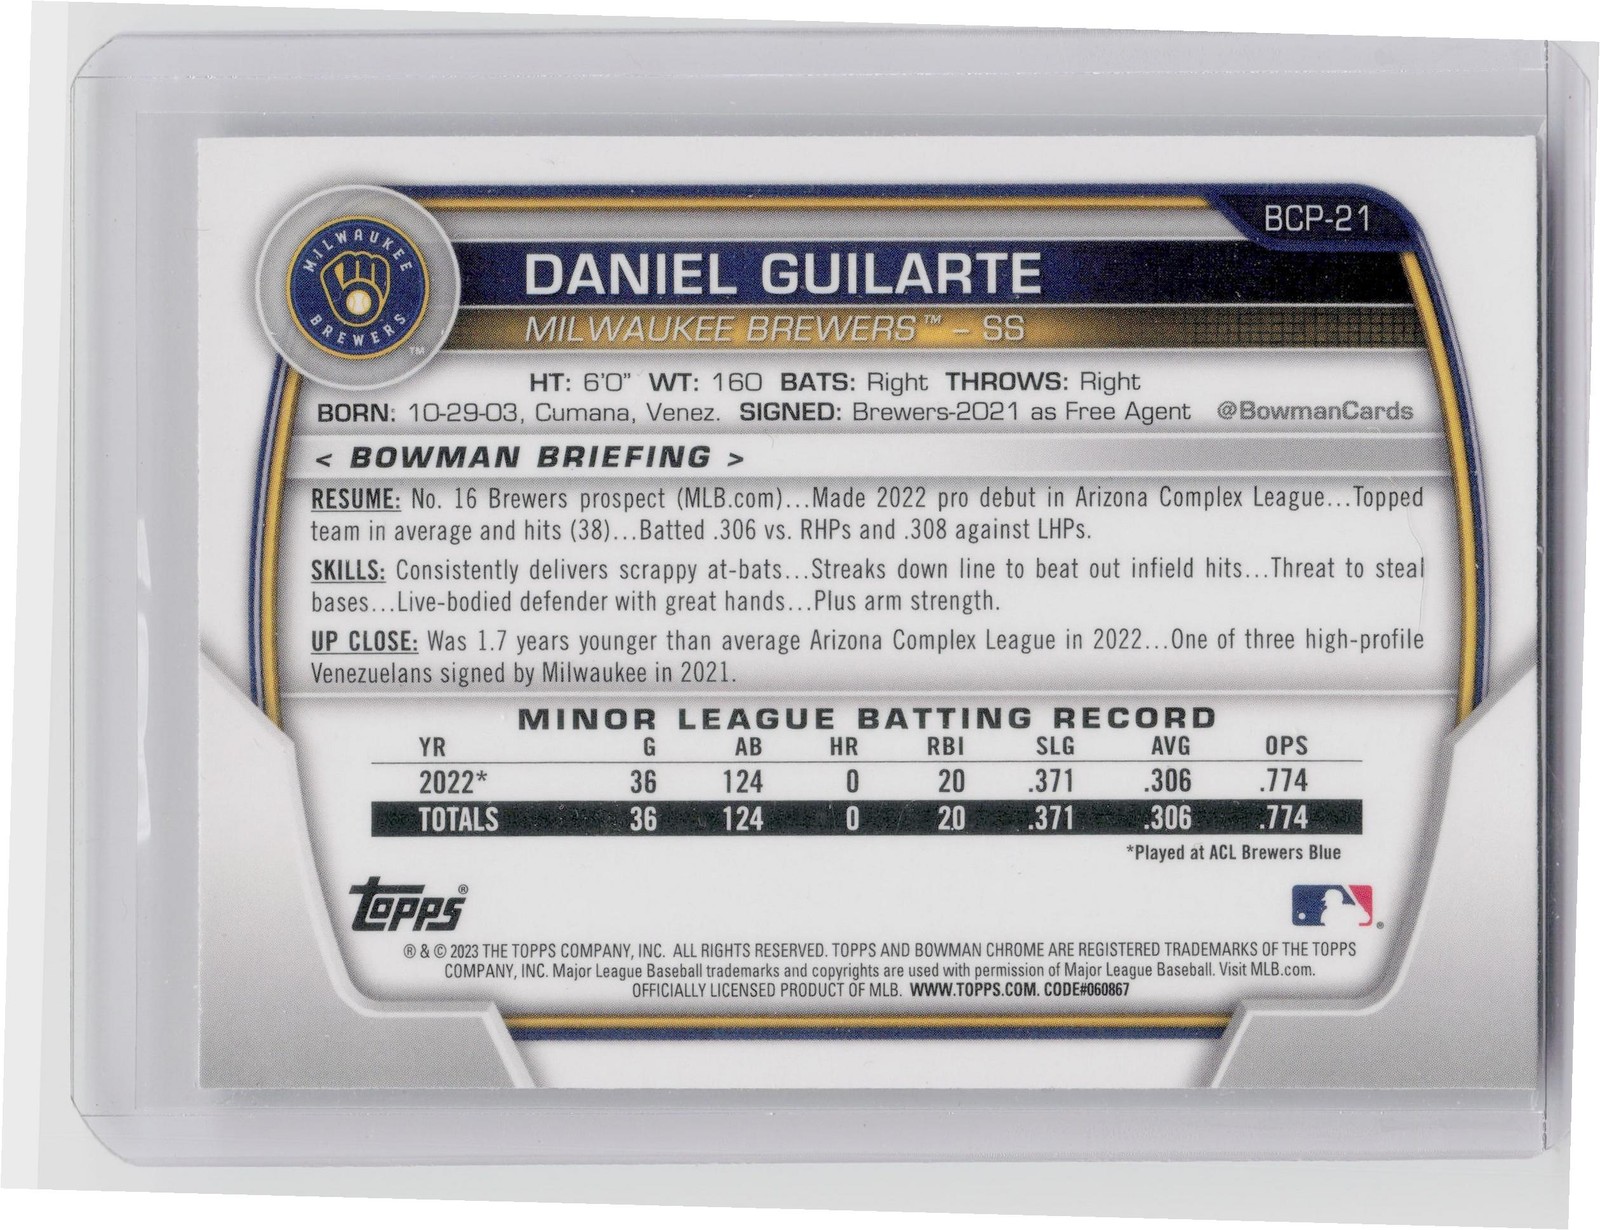 BCP-21
MILWAUKEE BREWERS ™
DANIEL GUILARTE
MILWAUKEE BREWERS™ - SS
HT: 6'0" WT: 160 BATS: Right THROWS: Right
BORN: 10-29-03, Cumana, Venez. SIGNED: Brewers-2021 as Free Agent @BowmanCards
< BOWMAN BRIEFING >
RESUME: No. 16 Brewers prospect (MLB.com)...Made 2022 pro debut in Arizona Complex League...Topped
team in average and hits (38)...Batted .306 vs. RHPs and .308 against LHPs.
SKILLS: Consistently delivers scrappy at-bats...Streaks down line to beat out infield hits...Threat to steal
bases...Live-bodied defender with great hands...Plus arm strength.
UP CLOSE: Was 1.7 years younger than average Arizona Complex League in 2022...One of three high-profile
Venezuelans signed by Milwaukee in 2021.
MINOR LEAGUE BATTING RECORD
YR G AB HR RBI SLG AVG OPS
2022* 36 124 0 20 .371 .306 .774
TOTALS 36 124 0 20 .371 .306 .774
*Played at ACL Brewers Blue
Topps®
®
® & © 2023 THE TOPPS COMPANY, INC. ALL RIGHTS RESERVED. TOPPS AND BOWMAN CHROME ARE REGISTERED TRADEMARKS OF THE TOPPS
COMPANY, INC. Major League Baseball trademarks and copyrights are used with permission of Major League Baseball. Visit MLB.com.
OFFICIALLY LICENSED PRODUCT OF MLB. WWW.TOPPS.COM. CODE#060867